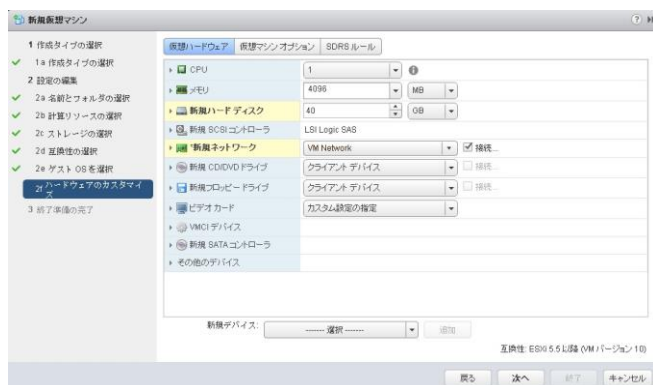 新規仮想マシン
1 作成タイプの選択
1a 作成タイプの選択
2 設定の編集
2a 名前とフォルダの選択
2b 計算リソースの選択
2c ストレージの選択
2d 互換性の選択
2e ゲスト OS を選択
2f ハードウェアのカスタマイズ
3 終了準備の完了
仮想ハードウェア 仮想マシン オプション SDRS ルール
CPU 1
メモリ 4096 MB
新規ハード ディスク 40 GB
新規 SCSI コントローラ LSI Logic SAS
*新規ネットワーク VM Network 接続...
新規 CD/DVD ドライブ クライアント デバイス 接続...
新規フロッピー ドライブ クライアント デバイス 接続...
ビデオ カード カスタム設定の指定
VMCI デバイス
新規 SATA コントローラ
その他のデバイス
新規デバイス: ------- 選択 ------- 追加
互換性: ESXi 5.5 以降 (VM バージョン 10)
戻る 次へ 終了 キャンセル